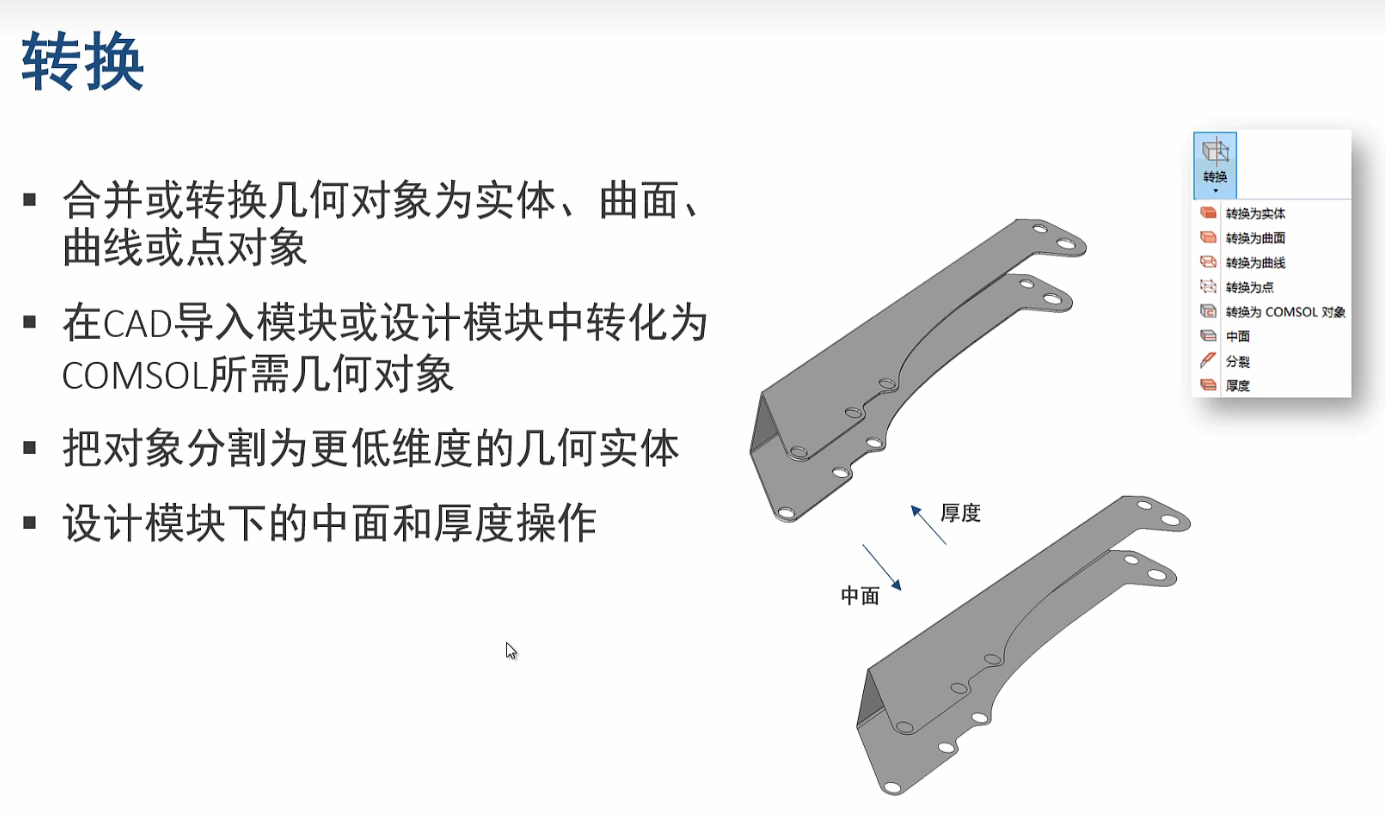 转换
合并或转换几何对象为实体、曲面、
曲线或点对象
在CAD导入模块或设计模块中转化为
COMSOL所需几何对象
把对象分割为更低维度的几何实体
设计模块下的中面和厚度操作
厚度
中面
转换
转换为实体
转换为曲面
转换为曲线
转换为点
转换为 COMSOL 对象
中面
分裂
厚度